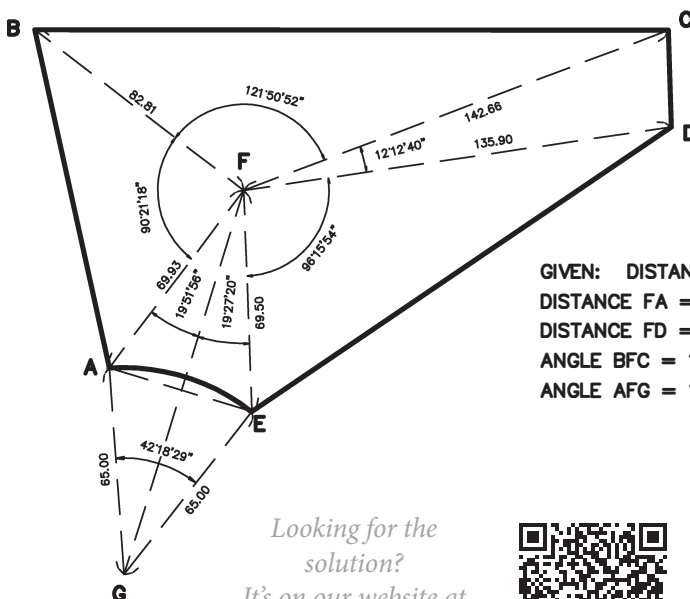 B
C
82.81
121°50'52"
142.66
F
12°12'40"
135.90
D
90°21'18"
96°15'54"
69.93
19°51'56"
19°27'20"
69.50
GIVEN: DISTAN
DISTANCE FA =
DISTANCE FD =
ANGLE BFC =
ANGLE AFG =
A
E
42°18'29"
65.00
65.00
G
Looking for the
solution?
It's on our website at